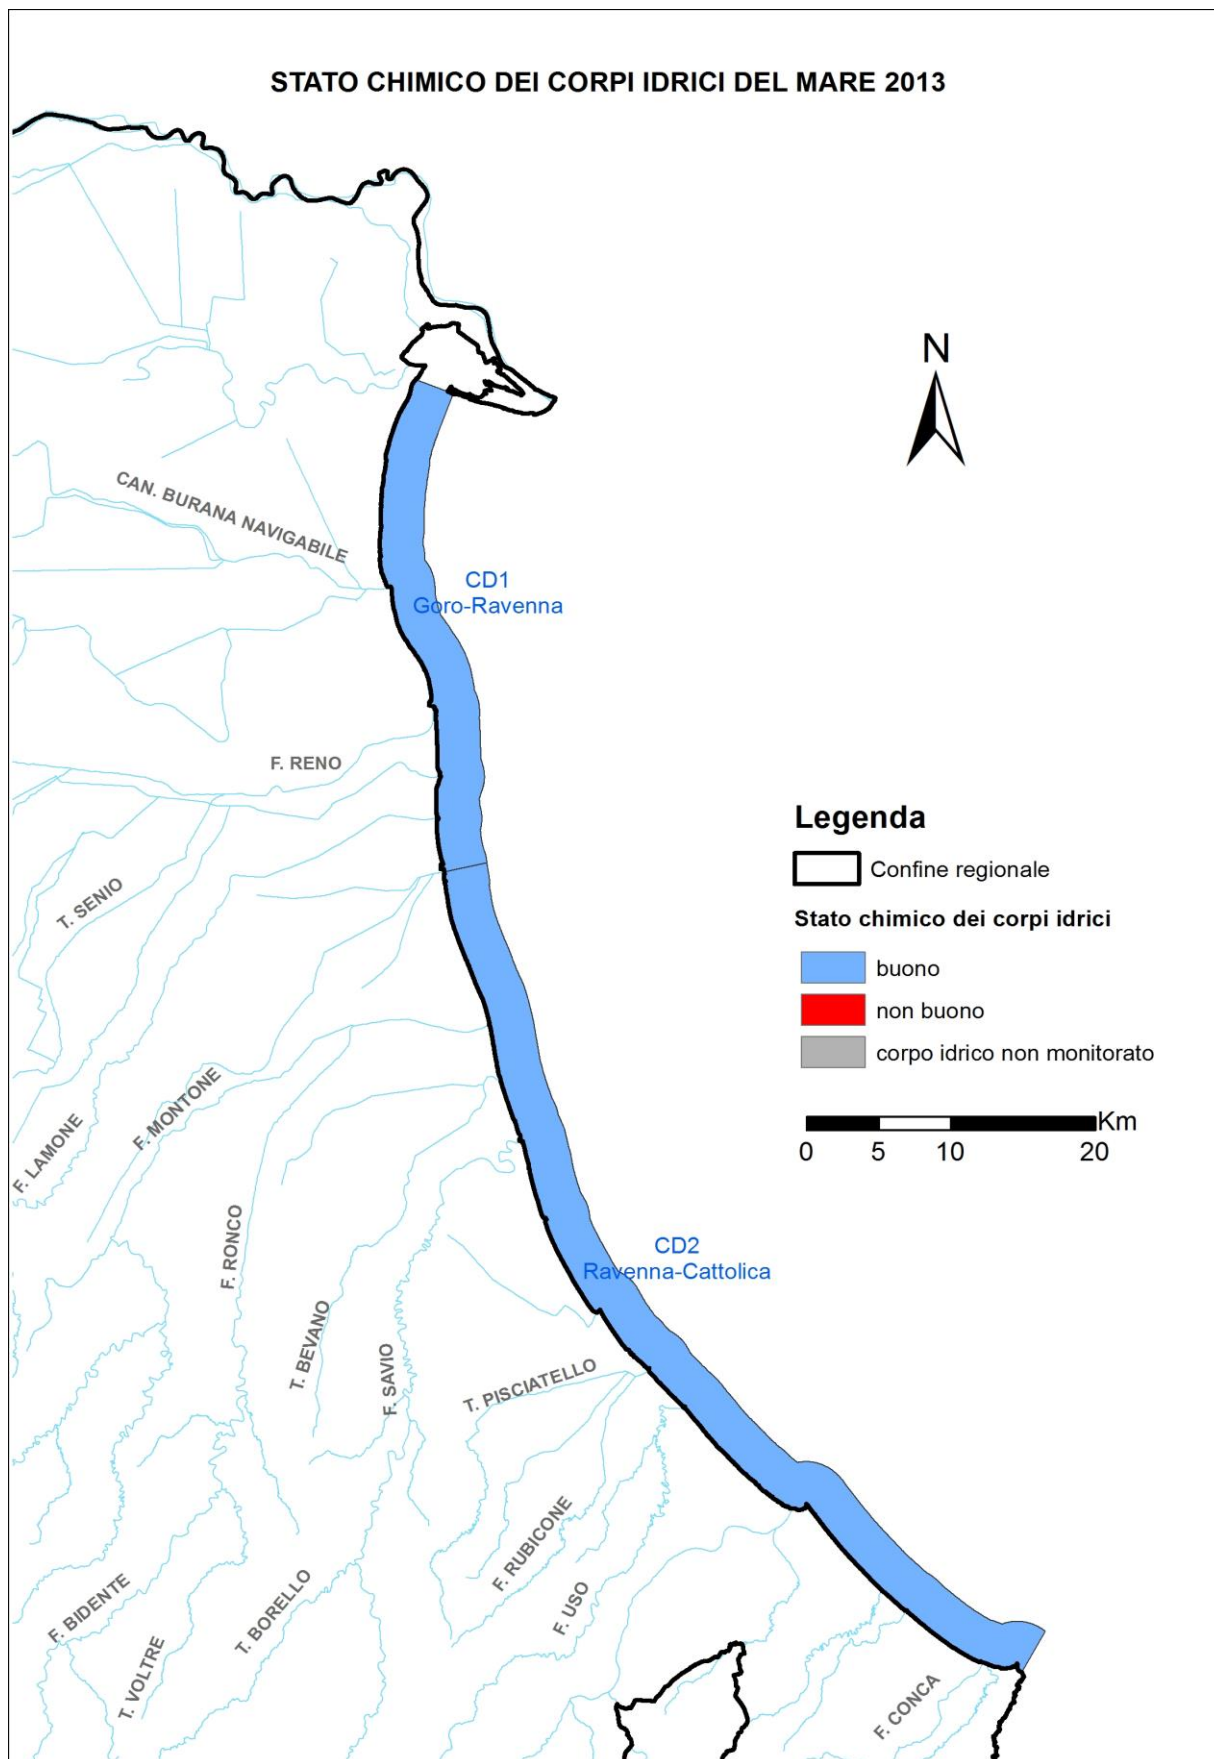 STATO CHIMICO DEI CORPI IDRICI DEL MARE 2013
N
CAN. BURANA NAVIGABILE
CD1
Goro-Ravenna
F. RENO
Legenda
Confine regionale
T. SENIO
Stato chimico dei corpi idrici
buono
non buono
corpo idrico non monitorato
F. LAMONE
F. MONTONE
Km
0 5 10 20
F. RONCO
CD2
Ravenna-Cattolica
T. BEVANO
F. SAVIO
T. PISCIATELLO
F. RUBICONE
F. BIDENTE
T. BORELLO
F. USO
T. VOLTRE
F. CONCA